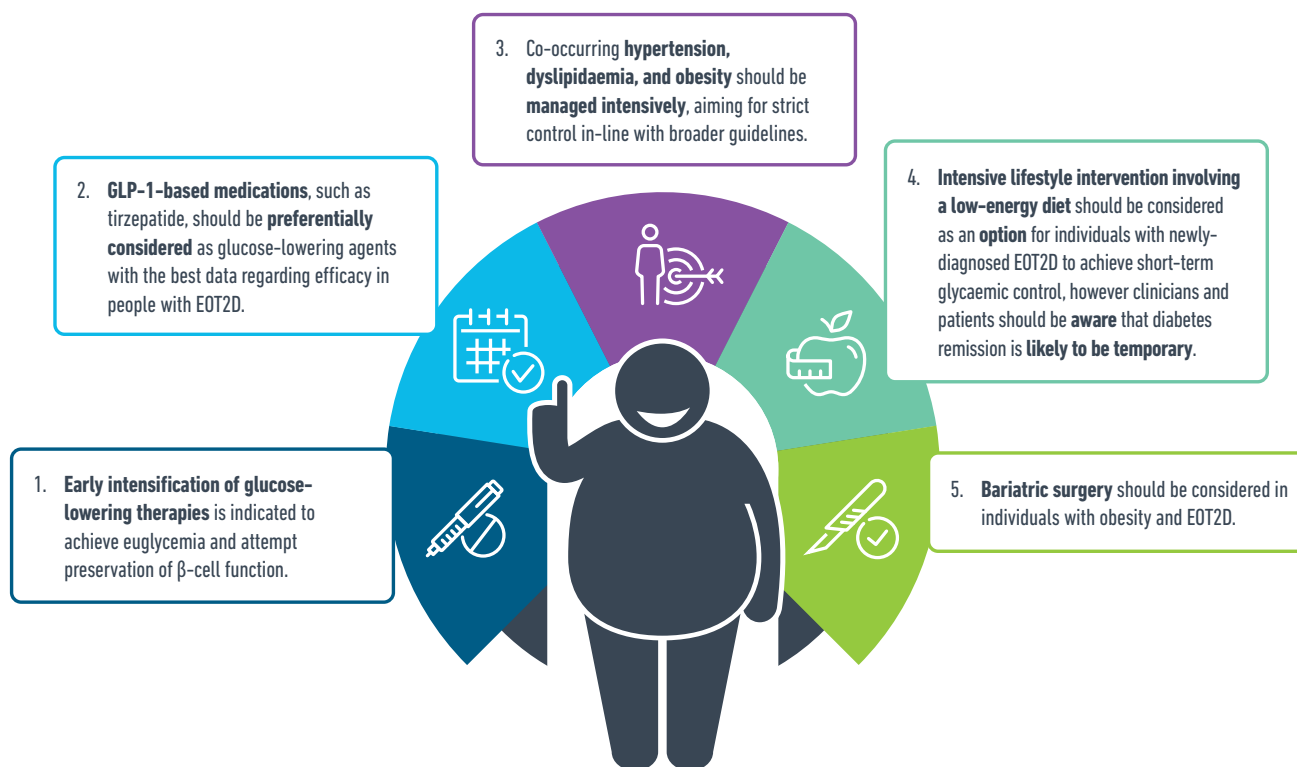 1. Early intensification of glucose-
lowering therapies is indicated to
achieve euglycemia and attempt
preservation of β-cell function.
2. GLP-1-based medications, such as
tirzepatide, should be preferentially
considered as glucose-lowering agents
with the best data regarding efficacy in
people with EOT2D.
3. Co-occurring hypertension,
dyslipidaemia, and obesity should be
managed intensively, aiming for strict
control in-line with broader guidelines.
4. Intensive lifestyle intervention involving
a low-energy diet should be considered
as an option for individuals with newly-
diagnosed EOT2D to achieve short-term
glycaemic control, however clinicians and
patients should be aware that diabetes
remission is likely to be temporary.
5. Bariatric surgery should be considered in
individuals with obesity and EOT2D.